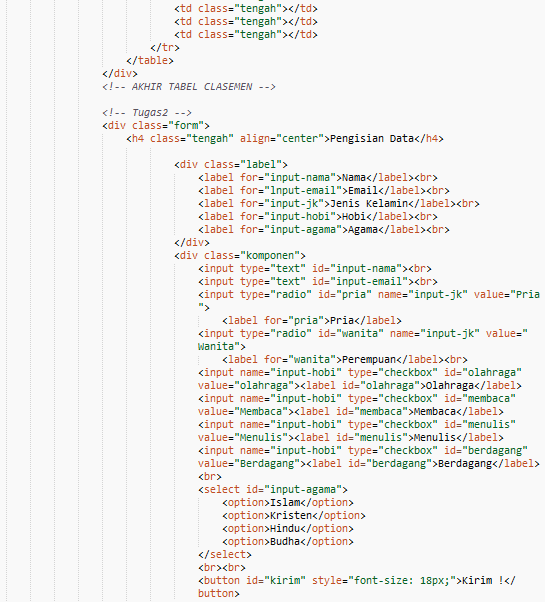 <td class="tengah"></td>
<td class="tengah"></td>
<td class="tengah"></td>
</tr>
</table>
</div>
<!-- AKHIR TABEL CLASEMEN -->
<!-- Tugas2 -->
<div class="form">
<h4 class="tengah" align="center">Pengisian Data</h4>
<div class="label">
<label for="input-nama">Nama</label><br>
<label for="lnput-email">Email</label><br>
<label for="input-jk">Jenis Kelamin</label><br>
<label for="input-hobi">Hobi</label><br>
<label for="input-agama">Agama</label><br>
</div>
<div class="komponen">
<input type="text" id="input-nama"><br>
<input type="text" id="input-email"><br>
<input type="radio" id="pria" name="input-jk" value="Pria
">
<label for="pria">Pria</label>
<input type="radio" id="wanita" name="input-jk" value="
Wanita">
<label for="wanita">Perempuan</label><br>
<input name="input-hobi" type="checkbox" id="olahraga"
value="olahraga"><label id="olahraga">Olahraga</label>
<input name="input-hobi" type="checkbox" id="membaca"
value="Membaca"><label id="membaca">Membaca</label>
<input name="input-hobi" type="checkbox" id="menulis"
value="Menulis"><label id="menulis">Menulis</label>
<input name="input-hobi" type="checkbox" id="berdagang"
value="Berdagang"><label id="berdagang">Berdagang</label>
<br>
<select id="input-agama">
<option>Islam</option>
<option>Kristen</option>
<option>Hindu</option>
<option>Budha</option>
</select>
<br><br>
<button id="kirim" style="font-size: 18px;">Kirim !</
button>